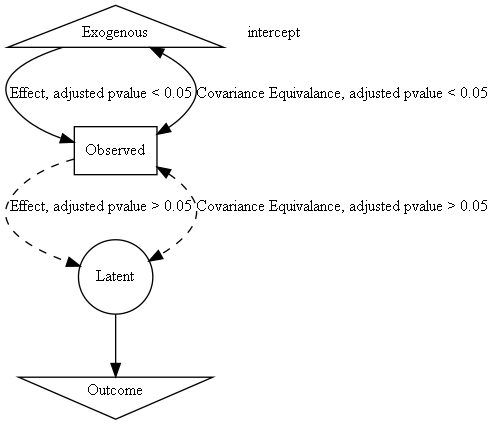 Exogenous
intercept
Effect, adjusted pvalue < 0.05
Covariance Equivalance, adjusted pvalue < 0.05
Observed
Effect, adjusted pvalue > 0.05
Covariance Equivalance, adjusted pvalue > 0.05
Latent
Outcome